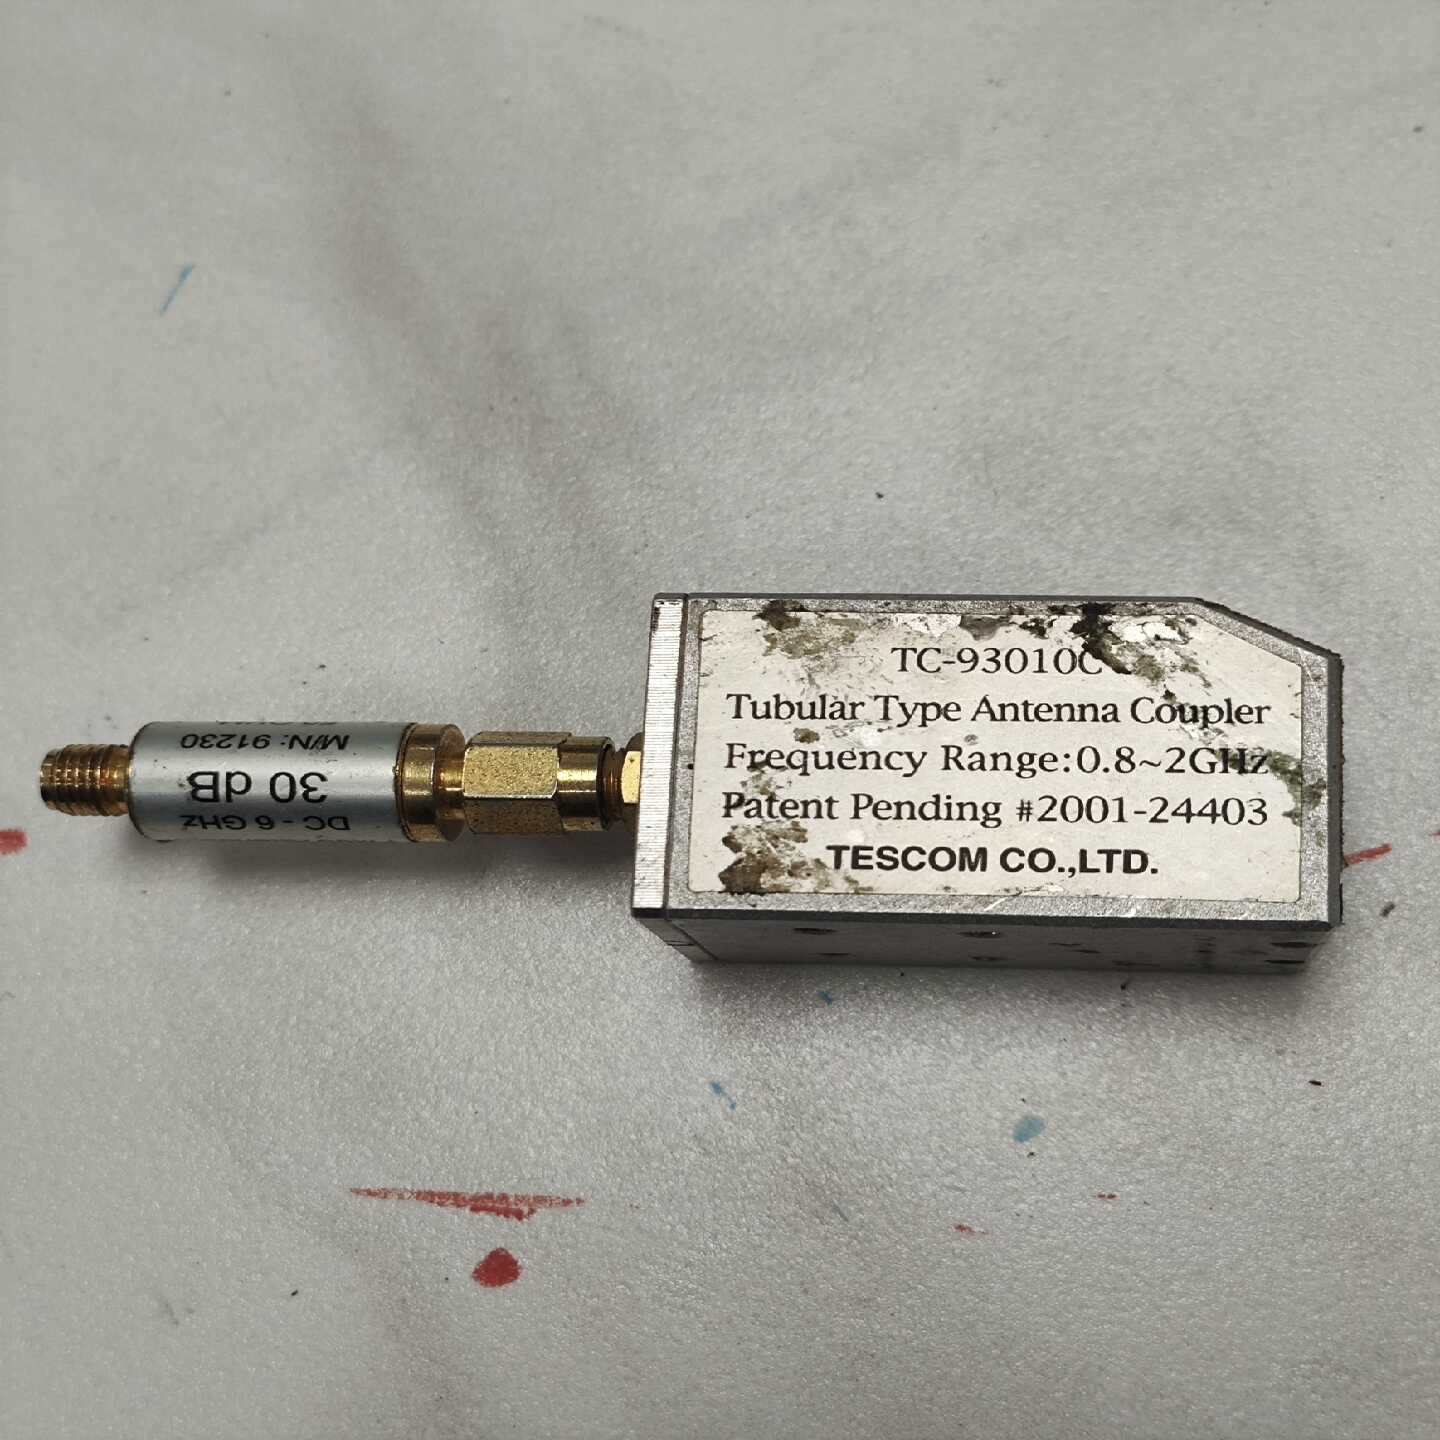 TC-93010C
Tubular Type Antenna Coupler
Frequency Range:0.8~2GHz
Patent Pending #2001-24403
TESCOM CO.,LTD.
DC - 6 GHz
30 dB
M/N: 91230